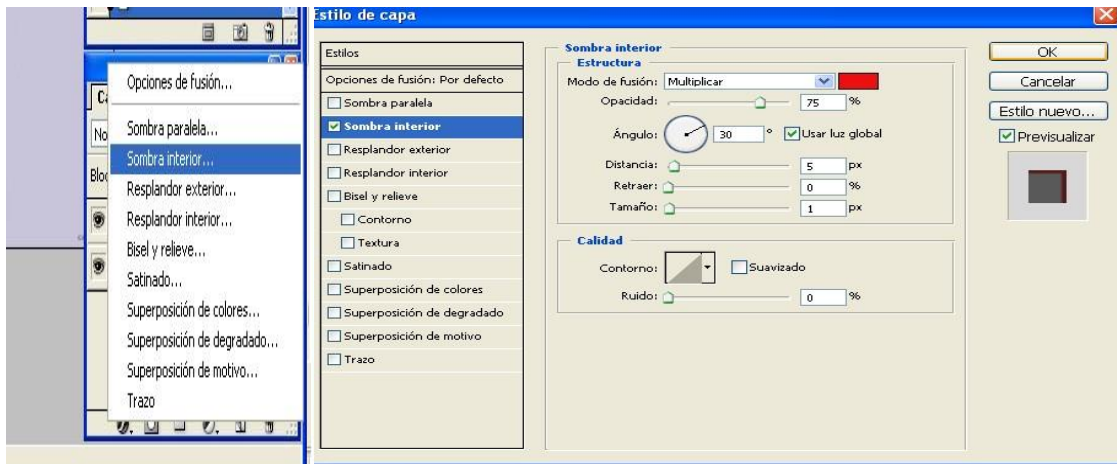 Opciones de fusión...
Sombra paralela...
Sombra interior...
Resplandor exterior...
Resplandor interior...
Bisel y relieve...
Satinado...
Superposición de colores...
Superposición de degradado...
Superposición de motivo...
Trazo
Ca
No
Bloc
Estilo de capa
Estilos
Opciones de fusión: Por defecto
Sombra paralela
Sombra interior
Resplandor exterior
Resplandor interior
Bisel y relieve
Contorno
Textura
Satinado
Superposición de colores
Superposición de degradado
Superposición de motivo
Trazo
Sombra interior
Estructura
Modo de fusión: Multiplicar
Opacidad: 75 %
Ángulo: 30 ° Usar luz global
Distancia: 5 px
Retraer: 0 %
Tamaño: 1 px
Calidad
Contorno: Suavizado
Ruido: 0 %
OK
Cancelar
Estilo nuevo...
Previsualizar